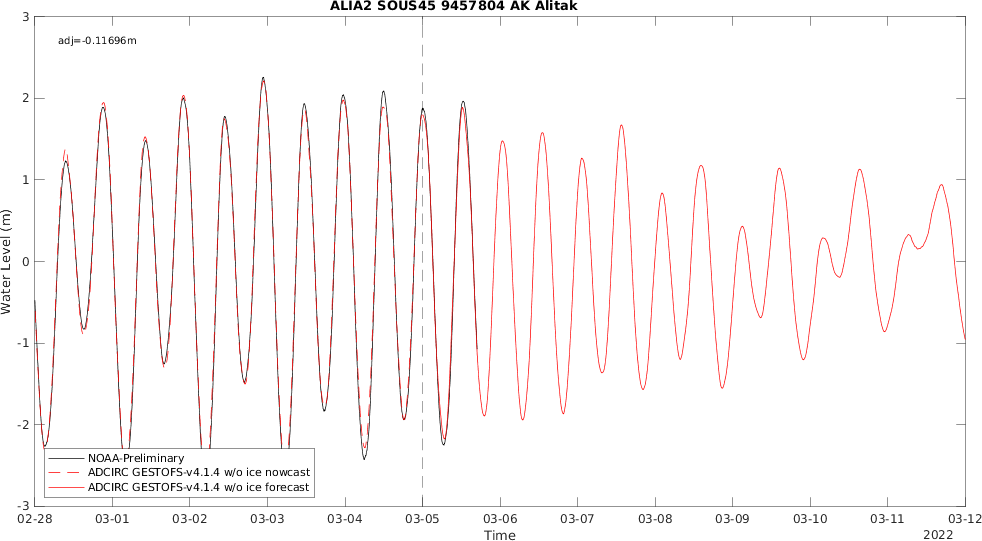 ALIA2 SOUS45 9457804 AK Alitak
adj=-0.11696m
3
2
1
0
-1
-2
-3
Water Level (m)
NOAA-Preliminary
ADCIRC GESTOFS-v4.1.4 w/o ice nowcast
ADCIRC GESTOFS-v4.1.4 w/o ice forecast
02-28 03-01 03-02 03-03 03-04 03-05 03-06 03-07 03-08 03-09 03-10 03-11 03-12
Time
2022